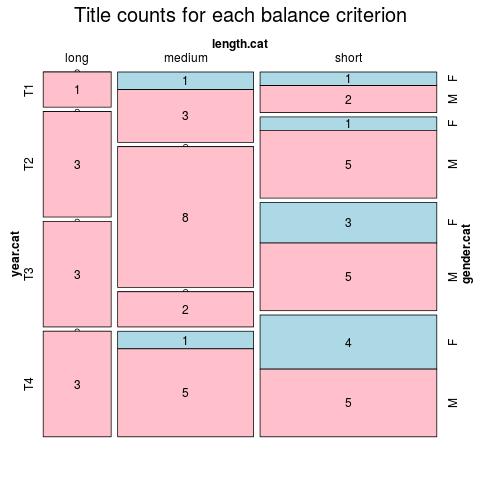 Title counts for each balance criterion
length.cat
long medium short
year.cat
gender.cat
T1 1 1 1 F
3 2 M
T2 3 8 1 F
5 M
T3 3 2 3 F
5 M
T4 3 1 4 F
5 5 M